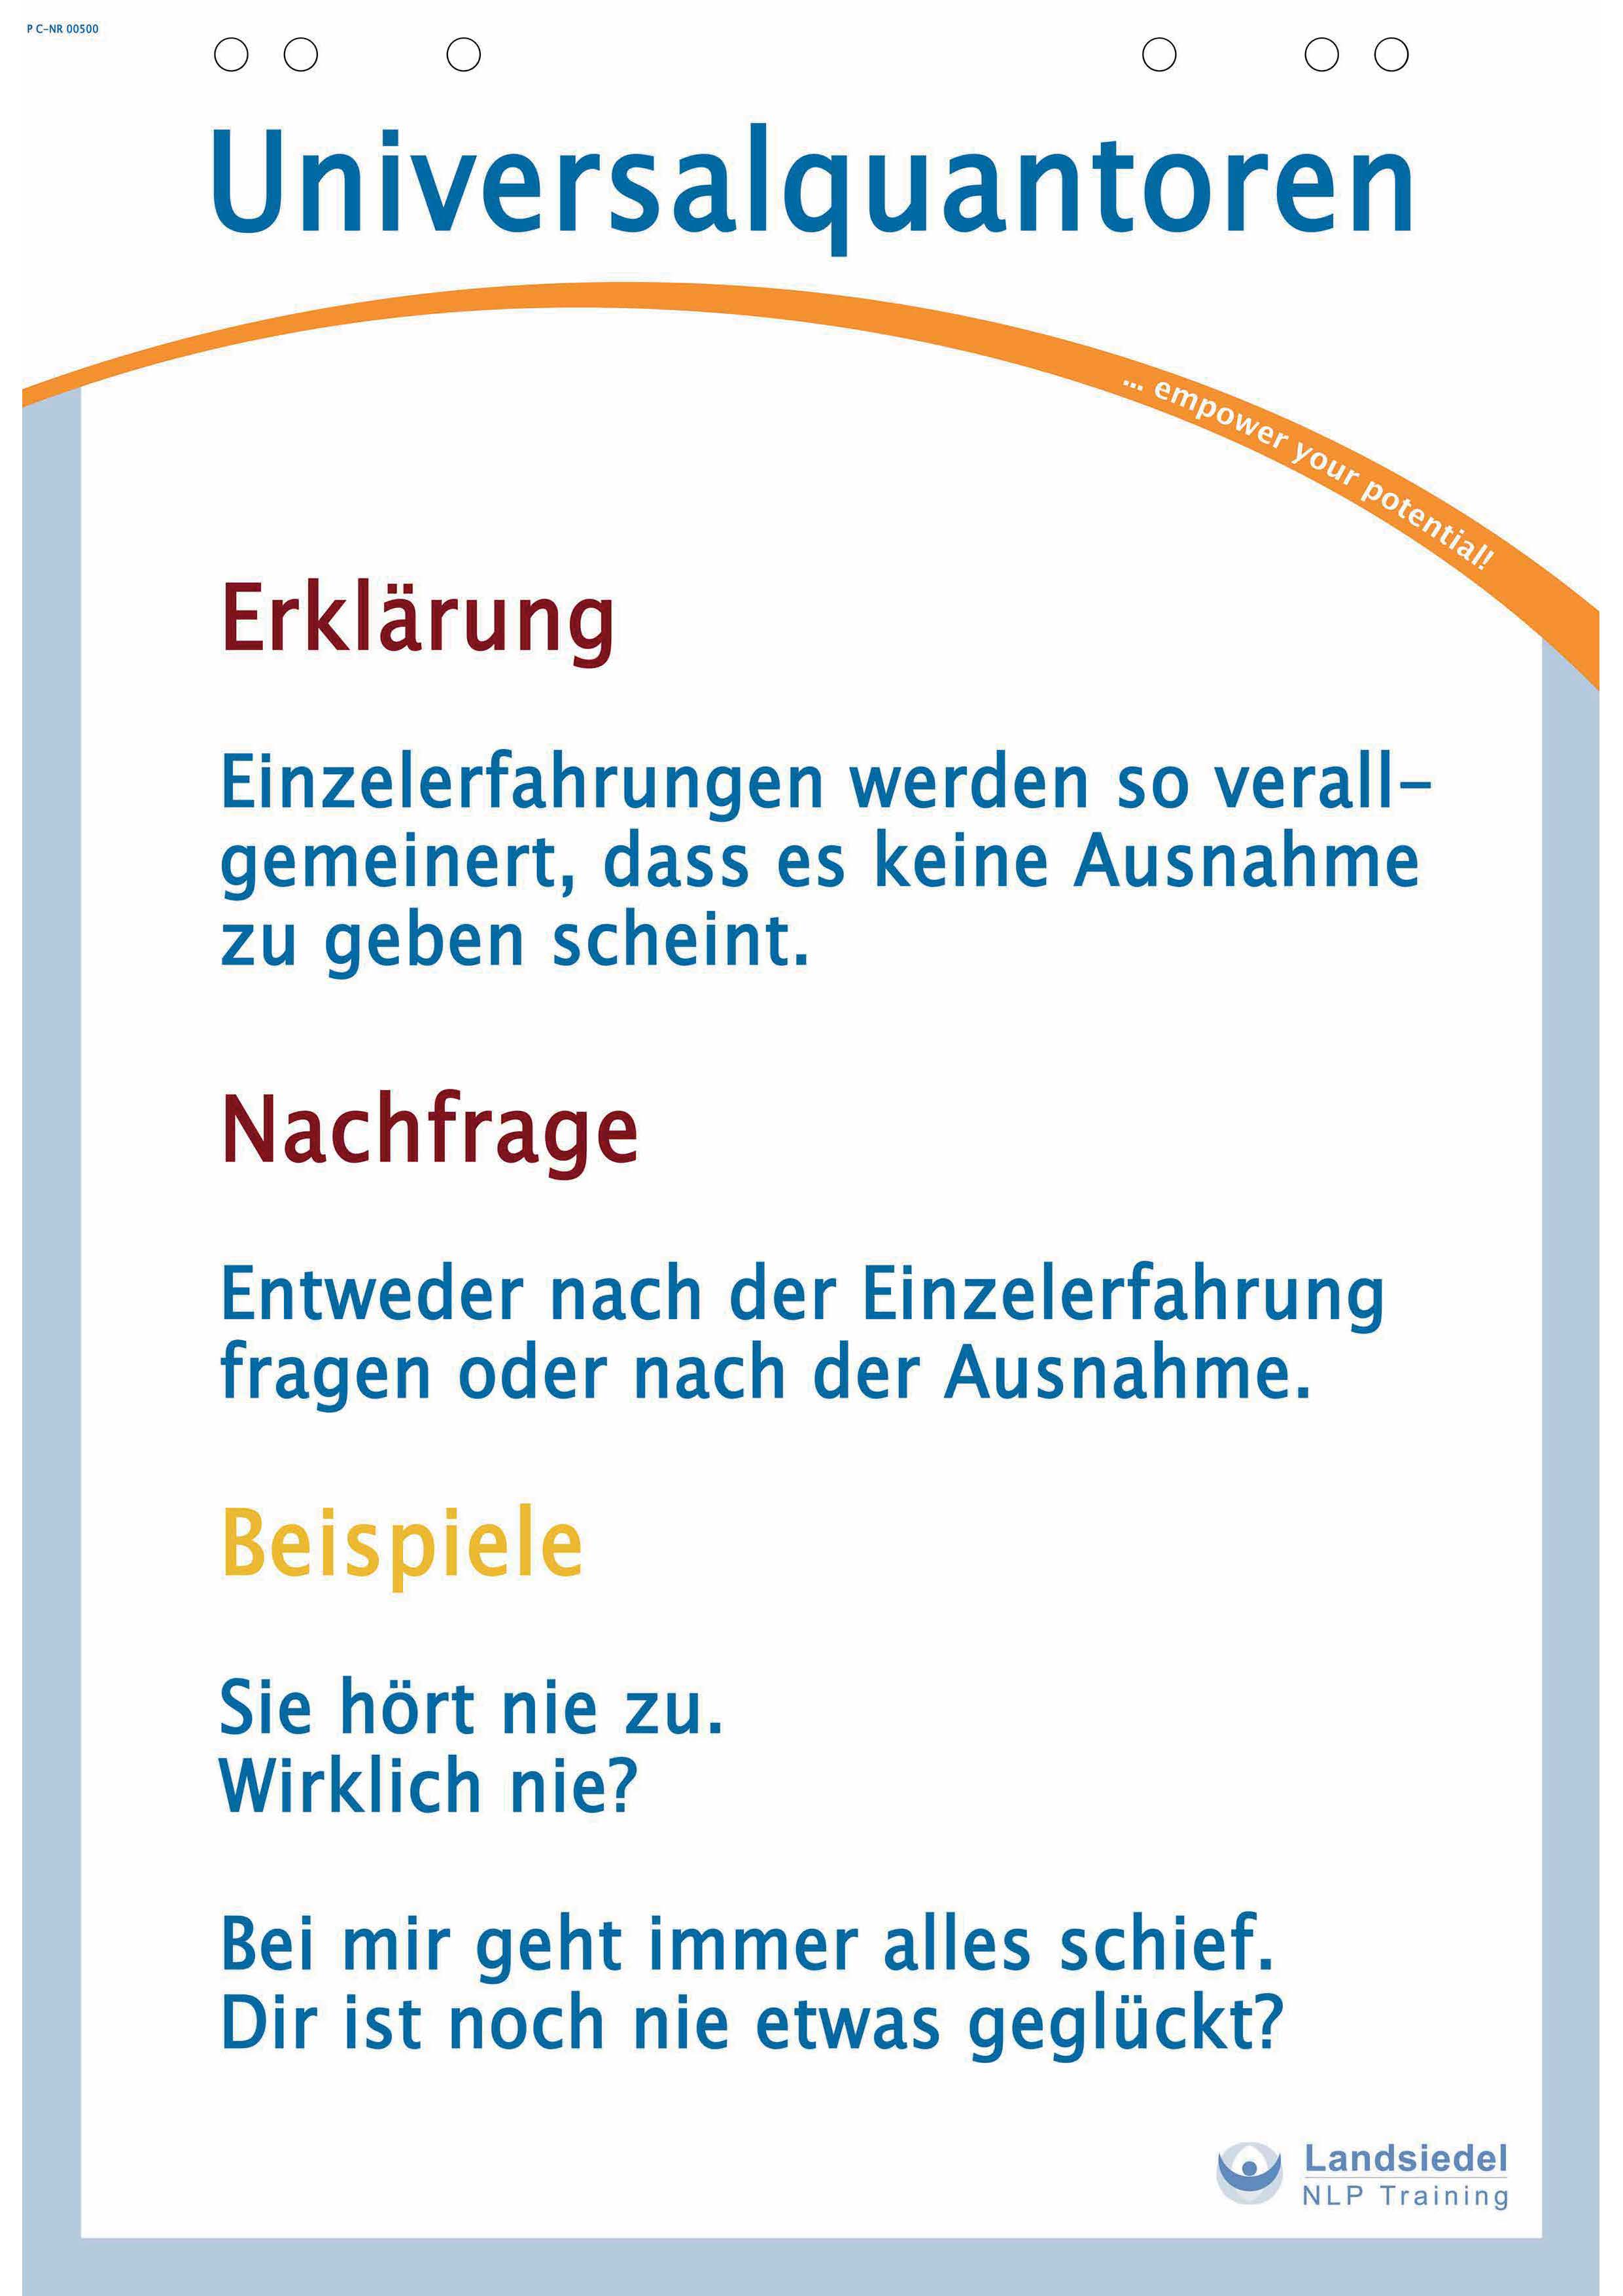 P C-NR 00500
Universalquantoren
... empower your potential!
Erklärung
Einzelerfahrungen werden so verall-
gemeinert, dass es keine Ausnahme
zu geben scheint.
Nachfrage
Entweder nach der Einzelerfahrung
fragen oder nach der Ausnahme.
Beispiele
Sie hört nie zu.
Wirklich nie?
Bei mir geht immer alles schief.
Dir ist noch nie etwas geglückt?
Landsiedel
NLP Training